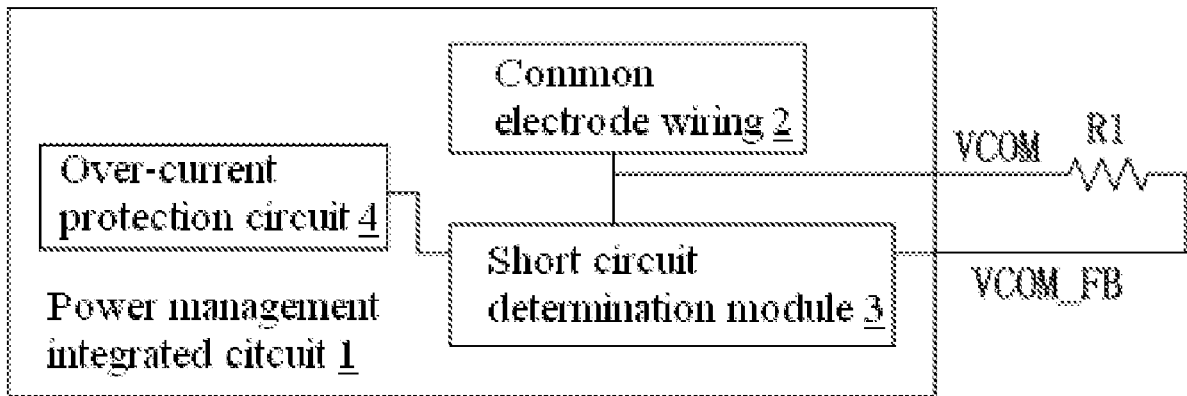 Common
electrode wiring 2
VCOM
R1
Over-current
protection circuit 4
Short circuit
determination module 3
VCOM_FB
Power management
integrated citcuit 1